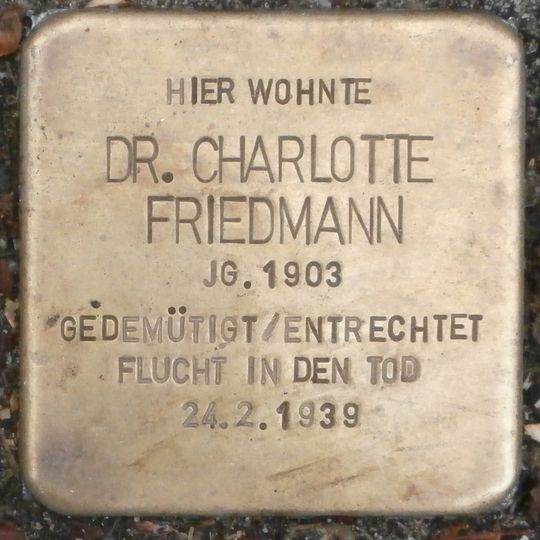 HIER WOHNTE
DR. CHARLOTTE
FRIEDMANN
JG. 1903
GEDEMÜTIGT/ENTRECHTET
FLUCHT IN DEN TOD
24.2.1939